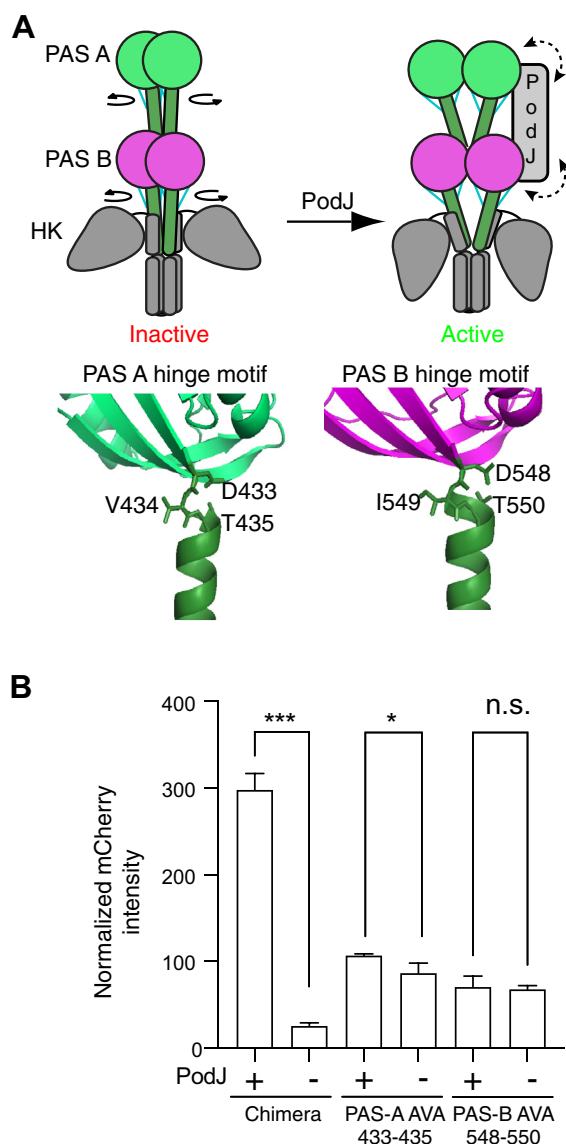 A
PAS A
PAS B
HK
PodJ
PodJ
Inactive
Active
PAS A hinge motif
PAS B hinge motif
V434
D433
T435
I549
D548
T550
B
Normalized mCherry
intensity
400
300
200
100
0
***
*
n.s.
PodJ + - + - + -
Chimera
PAS-A AVA
433-435
PAS-B AVA
548-550